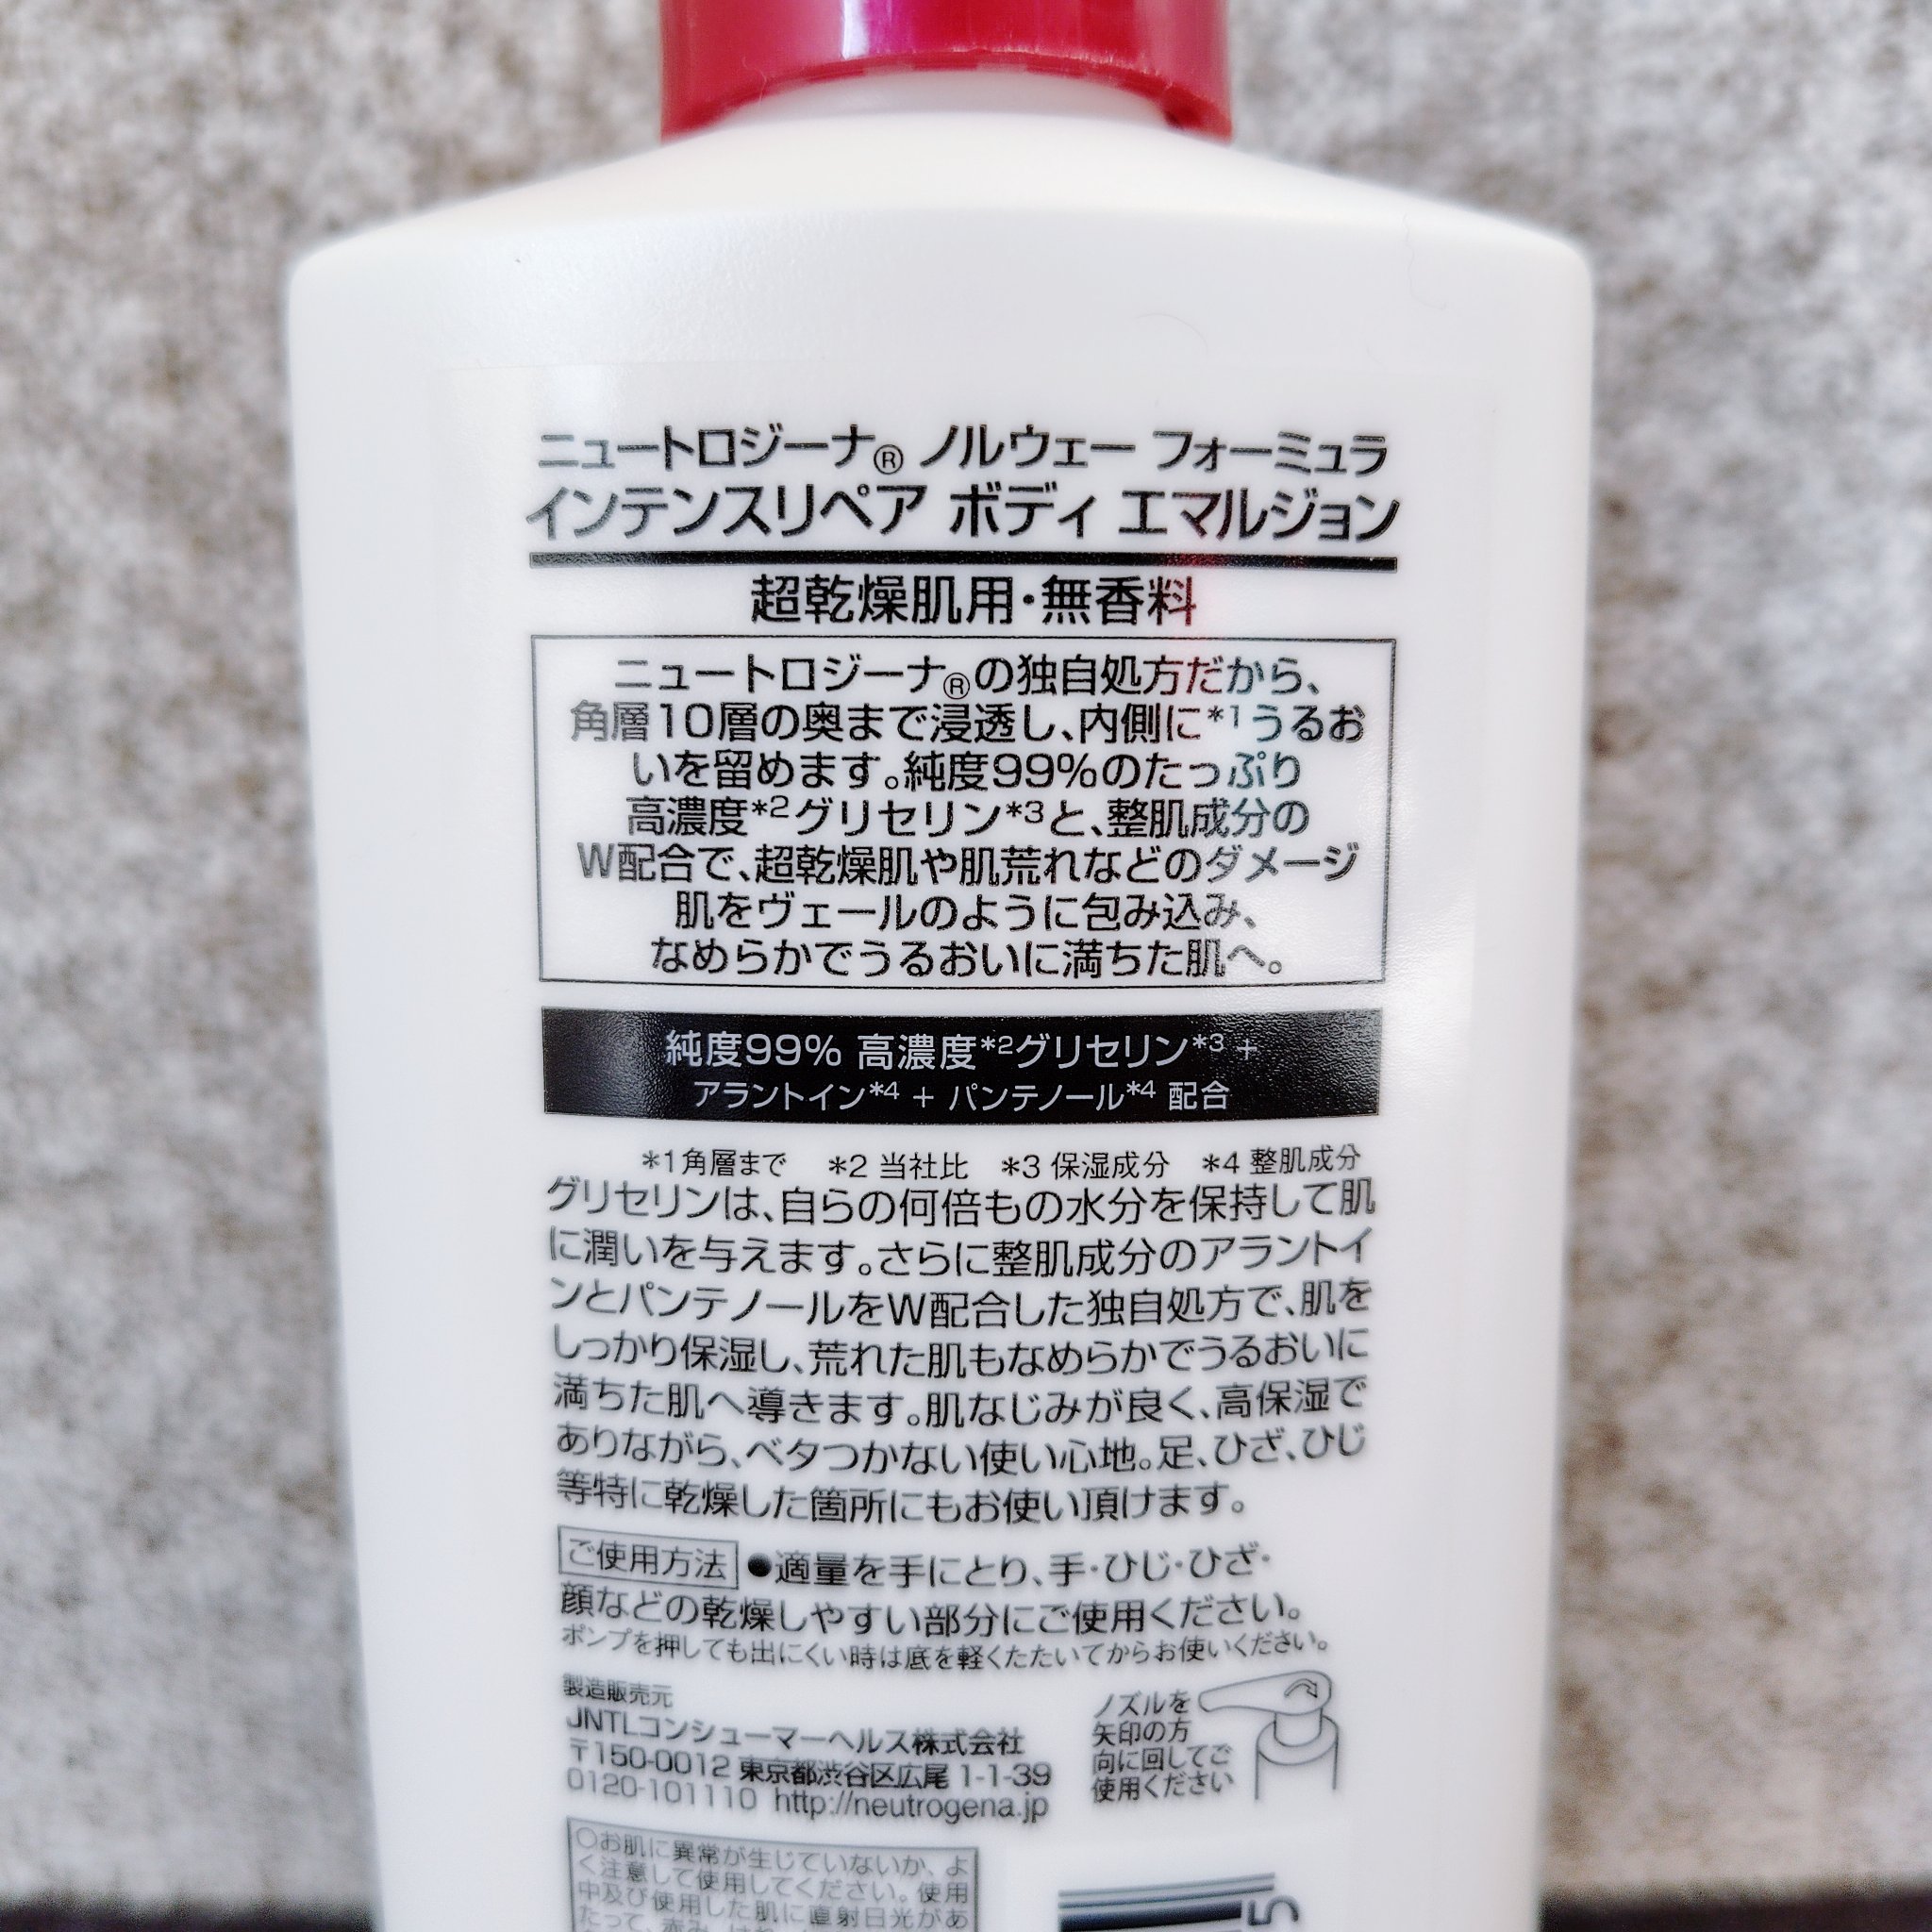 ニュートロジーナ® ノルウェー フォーミュラ
インテンスリペア ボディ エマルジョン
超乾燥肌用・無香料
ニュートロジーナ®の独自処方だから、
角層10層の奥まで浸透し、内側に*1うるお
いを留めます。純度99%のたっぷり
高濃度*2グリセリン*3と、整肌成分の
W配合で、超乾燥肌や肌荒れなどのダメージ
肌をヴェールのように包み込み、
なめらかでうるおいに満ちた肌へ。
純度99% 高濃度*2グリセリン*3 +
アラントイン*4 + パンテノール*4 配合
*1角層まで *2 当社比 *3 保湿成分 *4 整肌成分
グリセリンは、自らの何倍もの水分を保持して肌
に潤いを与えます。さらに整肌成分のアラントイ
ンとパンテノールをW配合した独自処方で、肌を
しっかり保湿し、荒れた肌もなめらかでうるおいに
満ちた肌へ導きます。肌なじみが良く、高保湿で
ありながら、ベタつかない使い心地。足、ひざ、ひじ
等特に乾燥した箇所にもお使い頂けます。
ご使用方法 ●適量を手にとり、手・ひじ・ひざ・
顔などの乾燥しやすい部分にご使用ください。
ポンプを押しても出にくい時は底を軽くたたいてからお使いください。
製造販売元
JNTLコンシューマーヘルス株式会社
〒150-0012 東京都渋谷区広尾 1-1-39
0120-101110 http://neutrogena.jp
ノズルを
矢印の方
向に回してご
使用ください
○お肌に異常が生じていないか、よ
く注意して使用してください。使用
中及び使用した肌に直射日光があ
たって、赤み、はれ
5